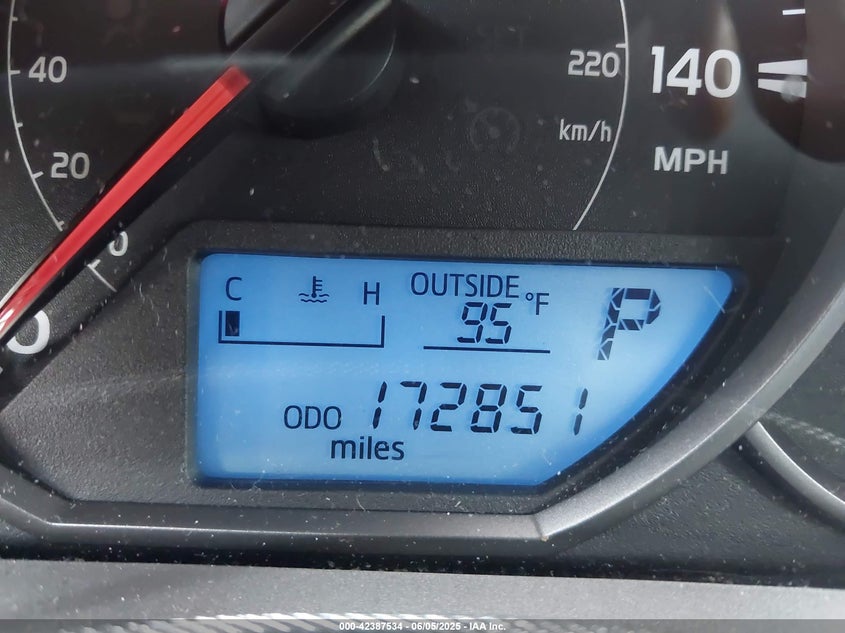 40
220
140
km/h
20
MPH
0
0
C
H
OUTSIDE
95 °F
P
ODO 172851
miles
000-42387534 - 06/05/2025 - IAA Inc.